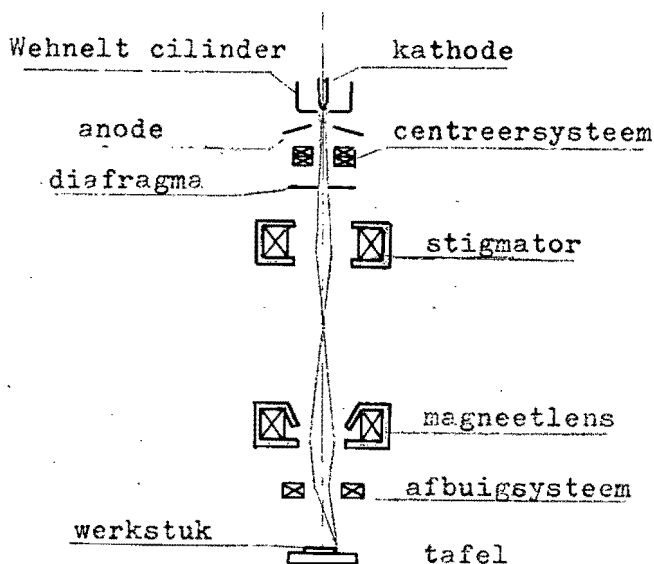 Wehnelt cilinder
kathode
anode
centreersysteem
diafragma
stigmator
magneetlens
afbuigsysteem
werkstuk
tafel